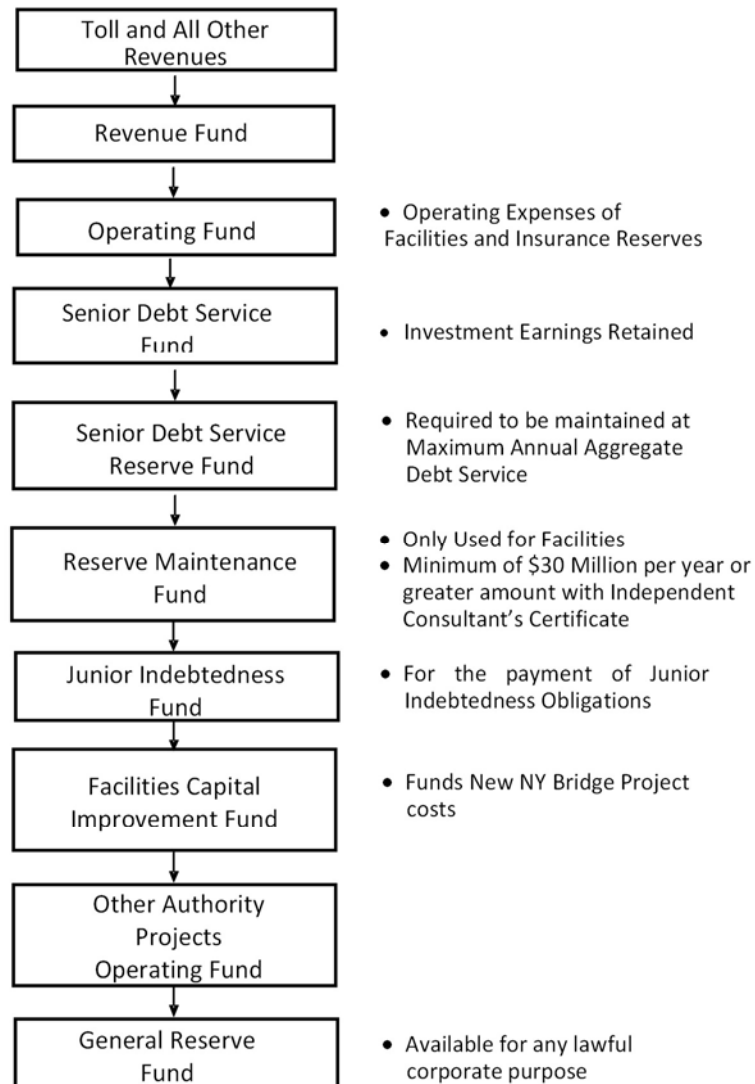 Toll and All Other
Revenues
Revenue Fund
Operating Fund
• Operating Expenses of
Facilities and Insurance Reserves
Senior Debt Service
Fund
• Investment Earnings Retained
Senior Debt Service
Reserve Fund
• Required to be maintained at
Maximum Annual Aggregate
Debt Service
Reserve Maintenance
Fund
• Only Used for Facilities
• Minimum of $30 Million per year or
greater amount with Independent
Consultant’s Certificate
Junior Indebtedness
Fund
• For the payment of Junior
Indebtedness Obligations
Facilities Capital
Improvement Fund
• Funds New NY Bridge Project
costs
Other Authority
Projects
Operating Fund
General Reserve
Fund
• Available for any lawful
corporate purpose